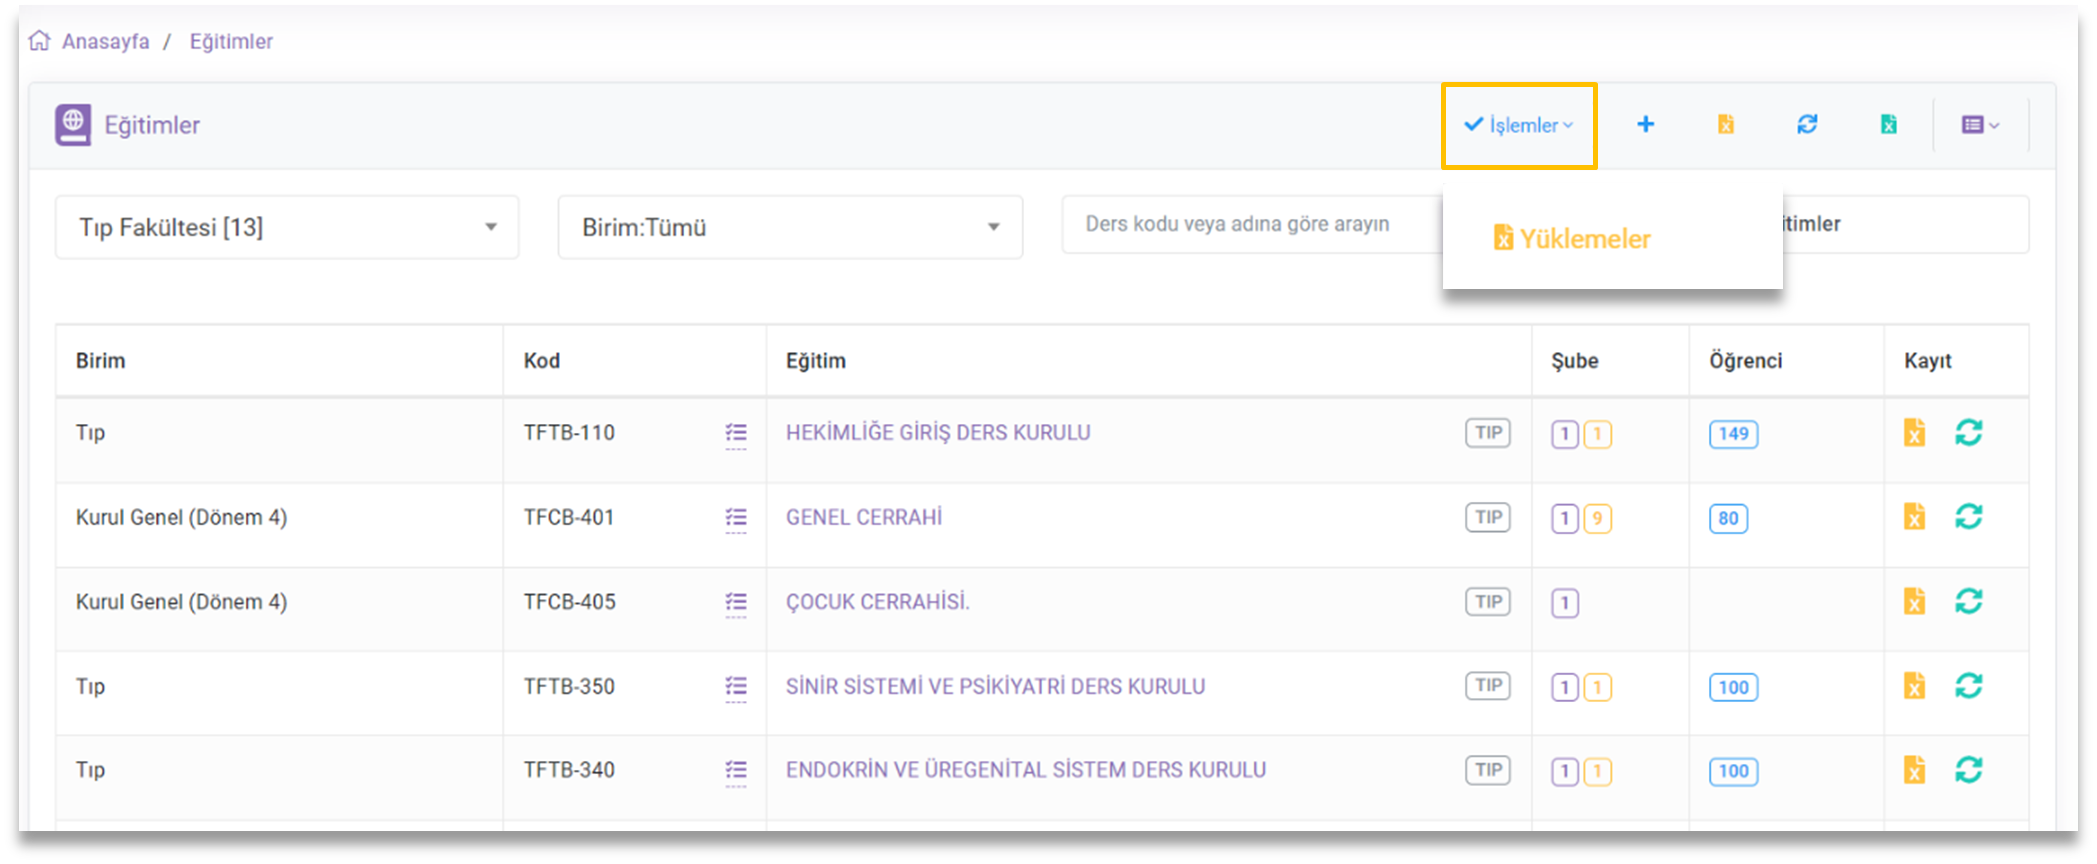 Anasayfa / Eğitimler
Eğitimler
İşlemler
Tıp Fakültesi [13]
Birim:Tümü
Ders kodu veya adına göre arayın
Yüklemeler
itimler
Birim Kod Eğitim Şube Öğrenci Kayıt
Tıp TFTB-110 HEKİMLİĞE GİRİŞ DERS KURULU TIP 1 1 149
Kurul Genel (Dönem 4) TFCB-401 GENEL CERRAHİ TIP 1 9 80
Kurul Genel (Dönem 4) TFCB-405 ÇOCUK CERRAHİSİ. TIP 1
Tıp TFTB-350 SİNİR SİSTEMİ VE PSİKİYATRİ DERS KURULU TIP 1 1 100
Tıp TFTB-340 ENDOKRİN VE ÜREGENİTAL SİSTEM DERS KURULU TIP 1 1 100